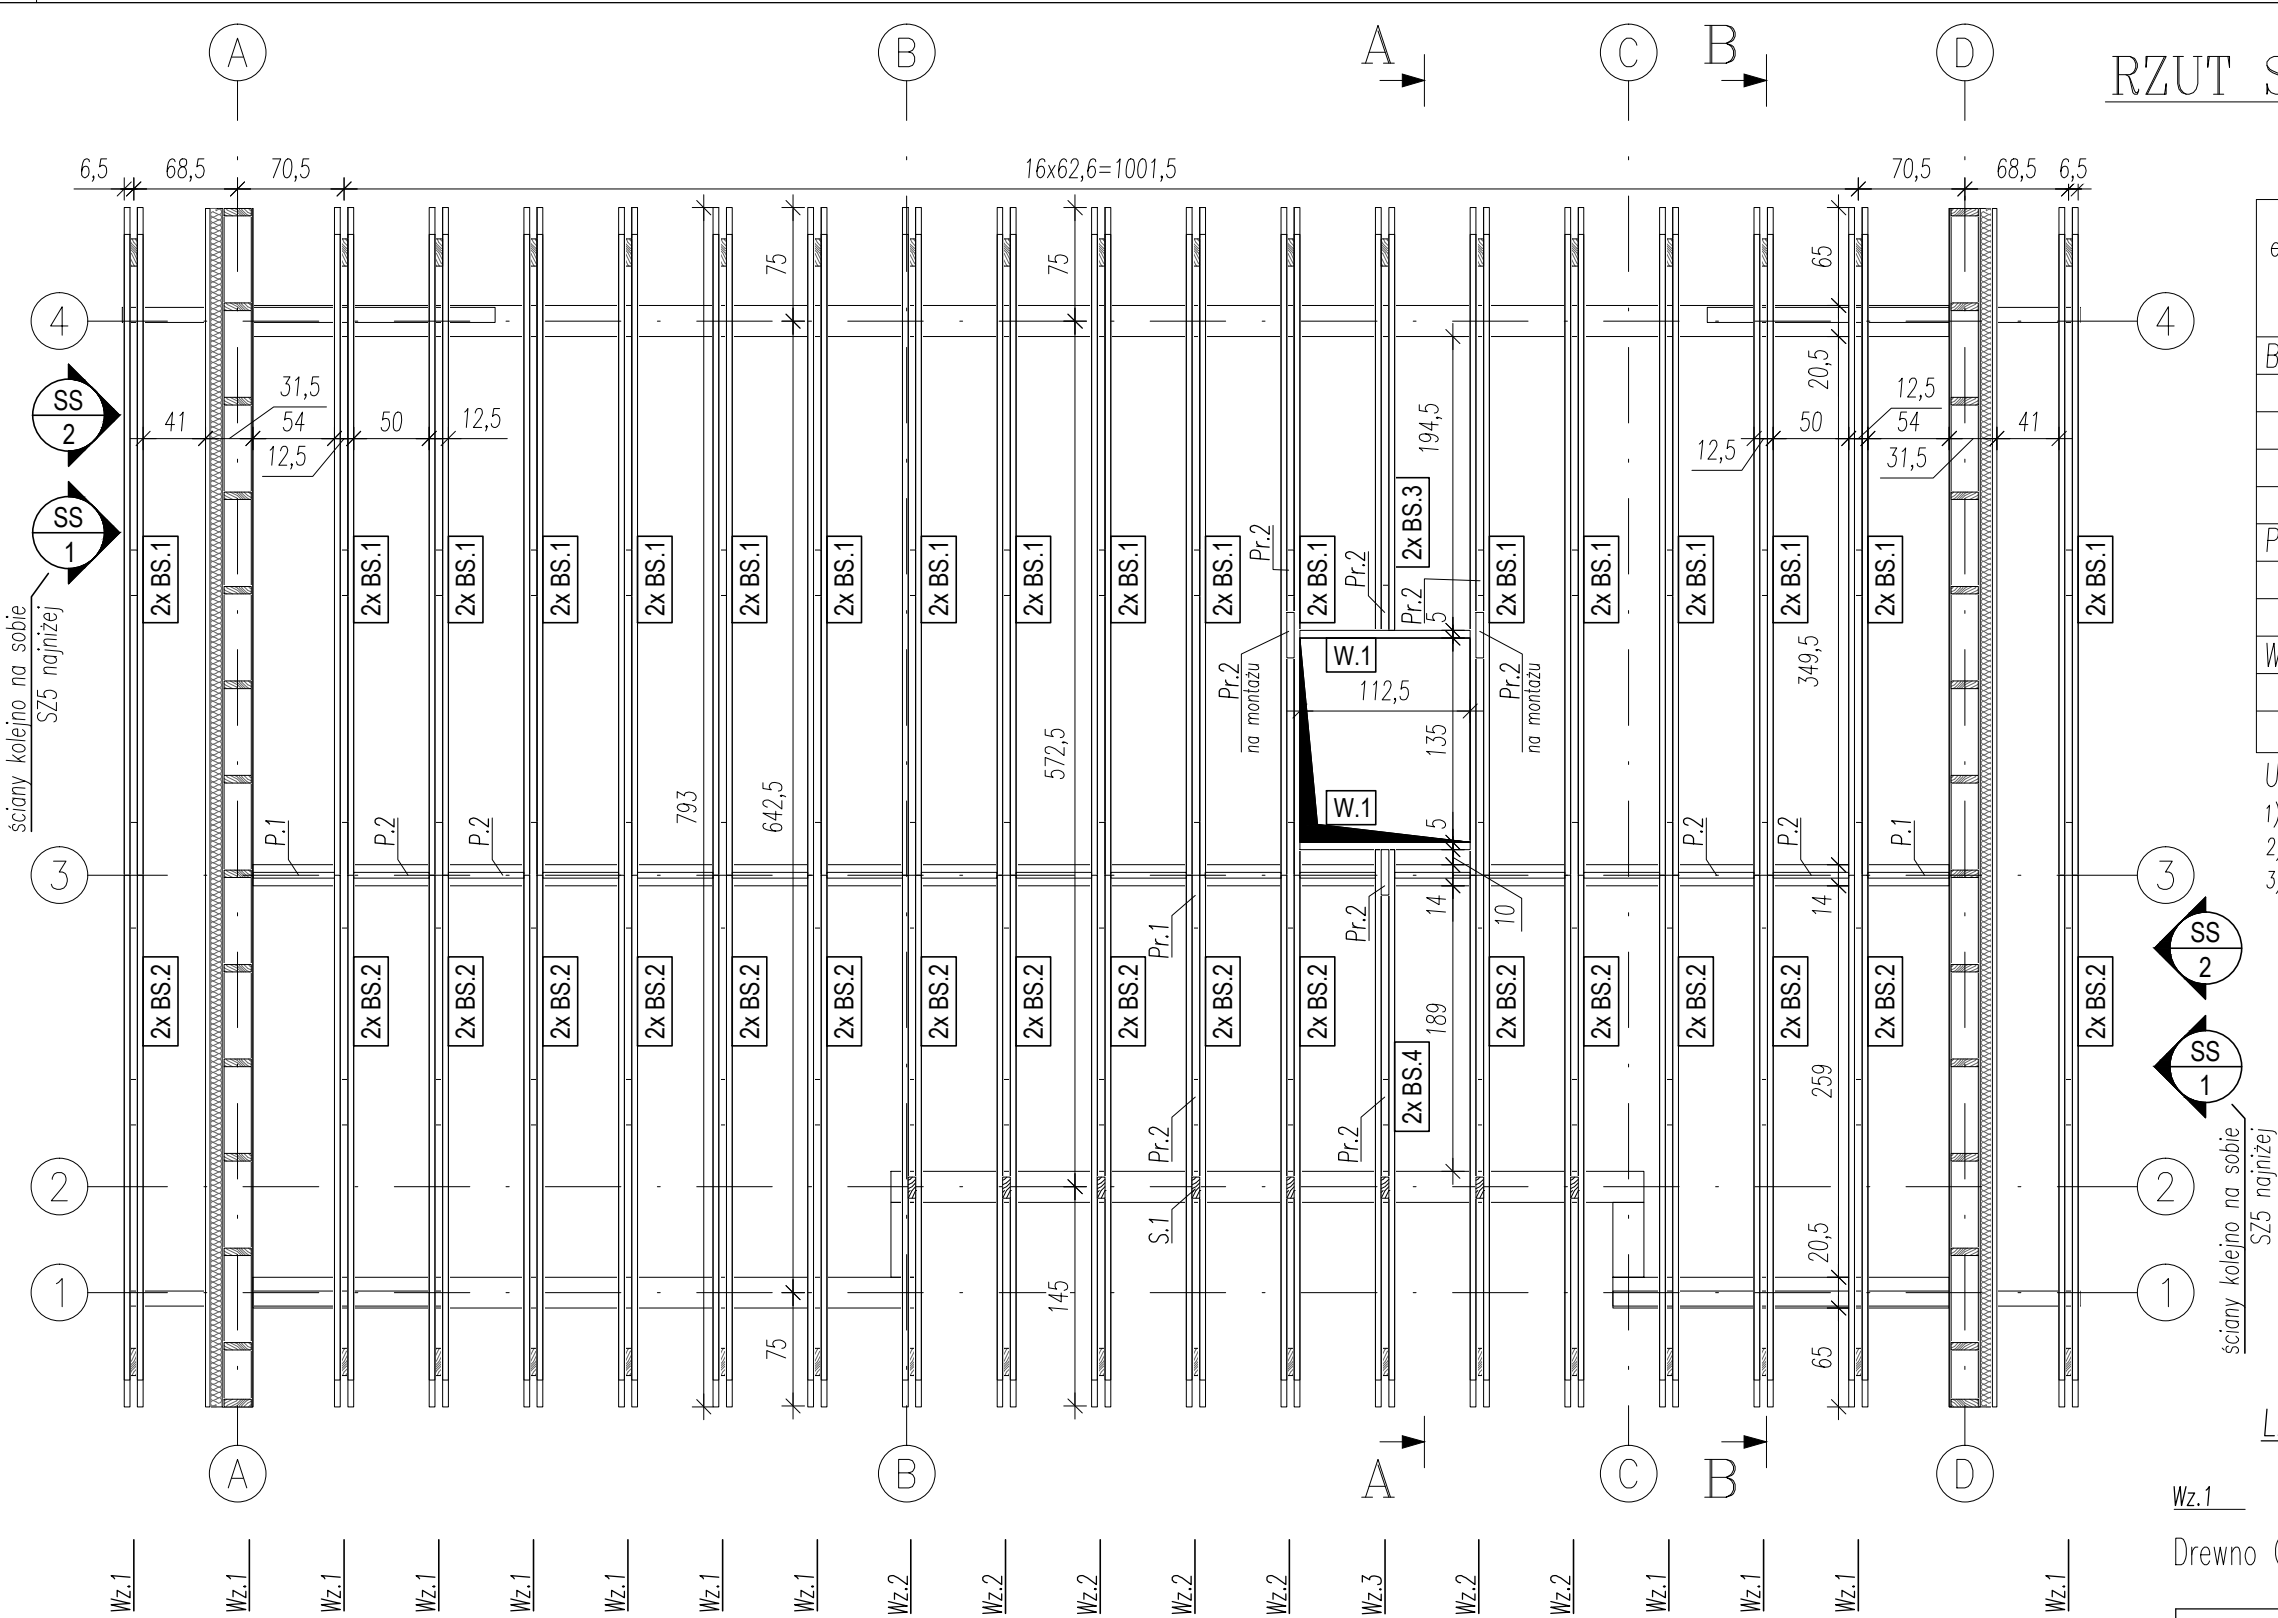 A
B
A
C
B
D
RZUT S
6,5
68,5
70,5
16x62,6=1001,5
70,5
68,5
6,5
75
75
65
4
4
SS
2
41
31,5
54
12,5
50
12,5
20,5
194,5
12,5
50
12,5
54
31,5
41
SS
1
ściany kolejno na sobie
SZ5 najniżej
2x BS.1
2x BS.1
2x BS.1
2x BS.1
2x BS.1
2x BS.1
2x BS.1
2x BS.1
2x BS.1
2x BS.1
2x BS.1
Pr.2
2x BS.1
Pr.2
2x BS.3
Pr.2
5
2x BS.1
2x BS.1
2x BS.1
2x BS.1
2x BS.1
2x BS.1
W.1
112,5
Pr.2
na montażu
Pr.2
na montażu
349,5
135
W.1
5
793
642,5
572,5
P.1
P.2
P.2
P.2
P.2
P.1
3
3
14
10
14
Pr.1
Pr.2
2x BS.2
2x BS.2
2x BS.2
2x BS.2
2x BS.2
2x BS.2
2x BS.2
2x BS.2
2x BS.2
2x BS.2
2x BS.2
2x BS.2
189
2x BS.2
2x BS.2
2x BS.2
2x BS.2
2x BS.2
2x BS.2
SS
2
SS
1
ściany kolejno na sobie
SZ5 najniżej
Pr.2
Pr.2
2x BS.4
259
2
2
S.1
20,5
1
1
145
75
65
A
B
A
C
B
D
Wz.1
Wz.1
Wz.1
Wz.1
Wz.1
Wz.1
Wz.1
Wz.1
Wz.2
Wz.2
Wz.2
Wz.2
Wz.2
Wz.3
Wz.2
Wz.2
Wz.1
Wz.1
Wz.1
Wz.1
e
B
P
W
U
1)
2)
3)
L
Wz.1
Drewno